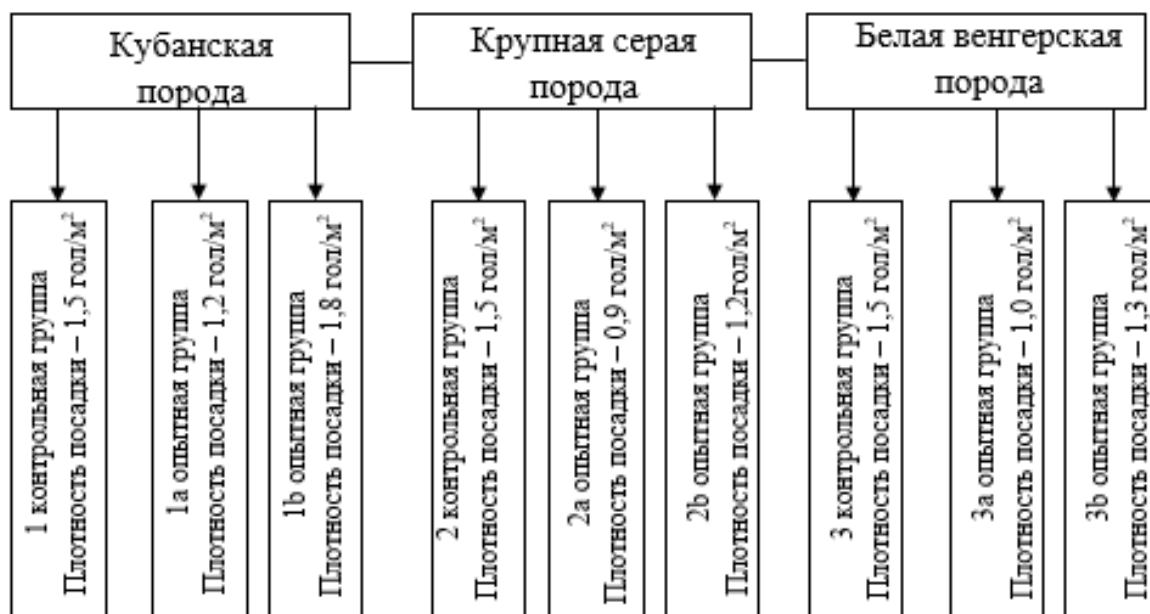 Кубанская
порода
Крупная серая
порода
Белая венгерская
порода
1 контрольная группа
Плотность посадки – 1,5 гол/м²
1а опытная группа
Плотность посадки – 1,2 гол/м²
1b опытная группа
Плотность посадки – 1,8 гол/м²
2 контрольная группа
Плотность посадки – 1,5 гол/м²
2а опытная группа
Плотность посадки – 0,9 гол/м²
2b опытная группа
Плотность посадки – 1,2гол/м²
3 контрольная группа
Плотность посадки – 1,5 гол/м²
3а опытная группа
Плотность посадки – 1,0 гол/м²
3b опытная группа
Плотность посадки – 1,3 гол/м²